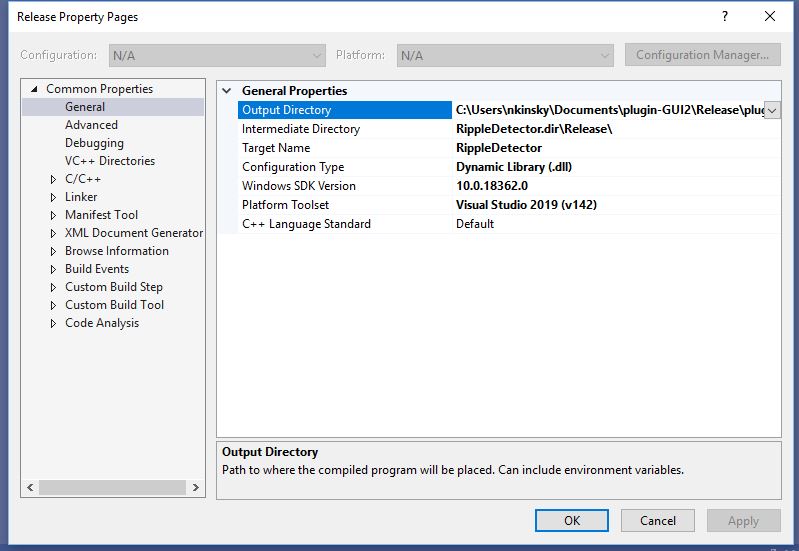 Release Property Pages
?
Configuration: N/A Platform: N/A Configuration Manager...
Common Properties
General
Advanced
Debugging
VC++ Directories
C/C++
Linker
Manifest Tool
XML Document Generator
Browse Information
Build Events
Custom Build Step
Custom Build Tool
Code Analysis
General Properties
Output Directory C:\Users\nkinsky\Documents\plugin-GUI2\Release\plug
Intermediate Directory RippleDetector.dir\Release\
Target Name RippleDetector
Configuration Type Dynamic Library (.dll)
Windows SDK Version 10.0.18362.0
Platform Toolset Visual Studio 2019 (v142)
C++ Language Standard Default
Output Directory
Path to where the compiled program will be placed. Can include environment variables.
OK Cancel Apply